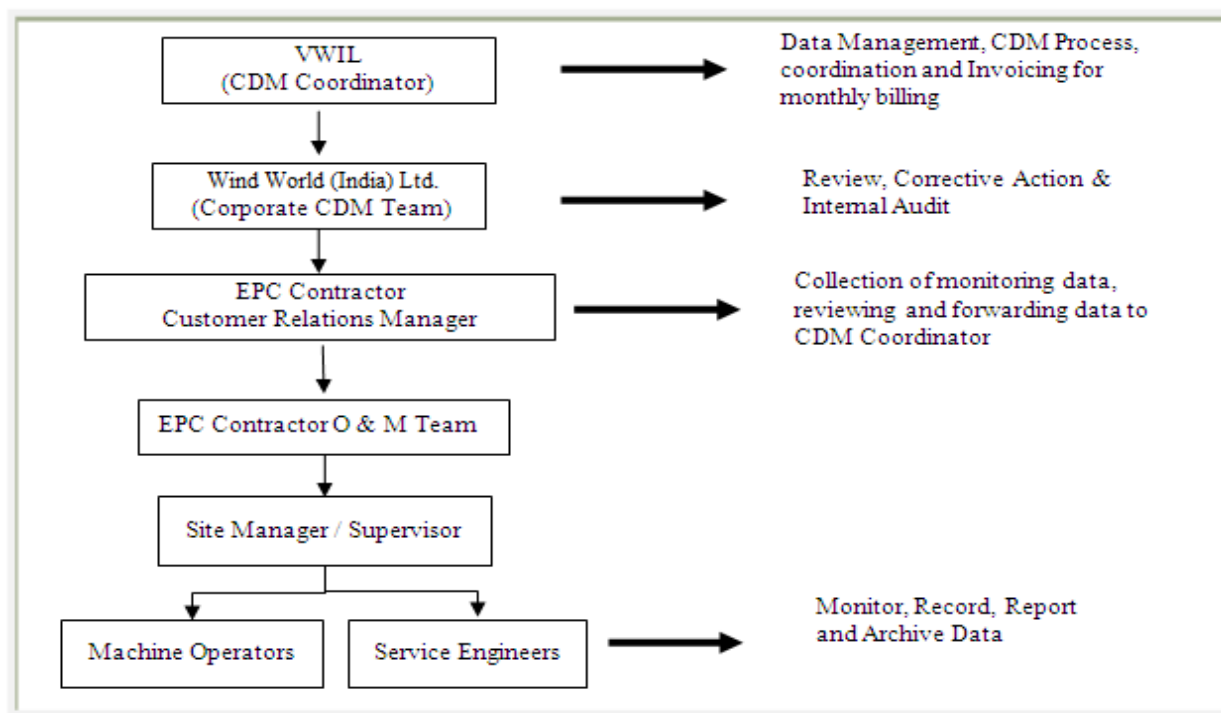 VWIL
(CDM Coordinator)
Data Management, CDM Process,
coordination and Invoicing for
monthly billing
Wind World (India) Ltd.
(Corporate CDM Team)
Review, Corrective Action &
Internal Audit
EPC Contractor
Customer Relations Manager
Collection of monitoring data,
reviewing and forwarding data to
CDM Coordinator
EPC Contractor O & M Team
Site Manager / Supervisor
Machine Operators
Service Engineers
Monitor, Record, Report
and Archive Data